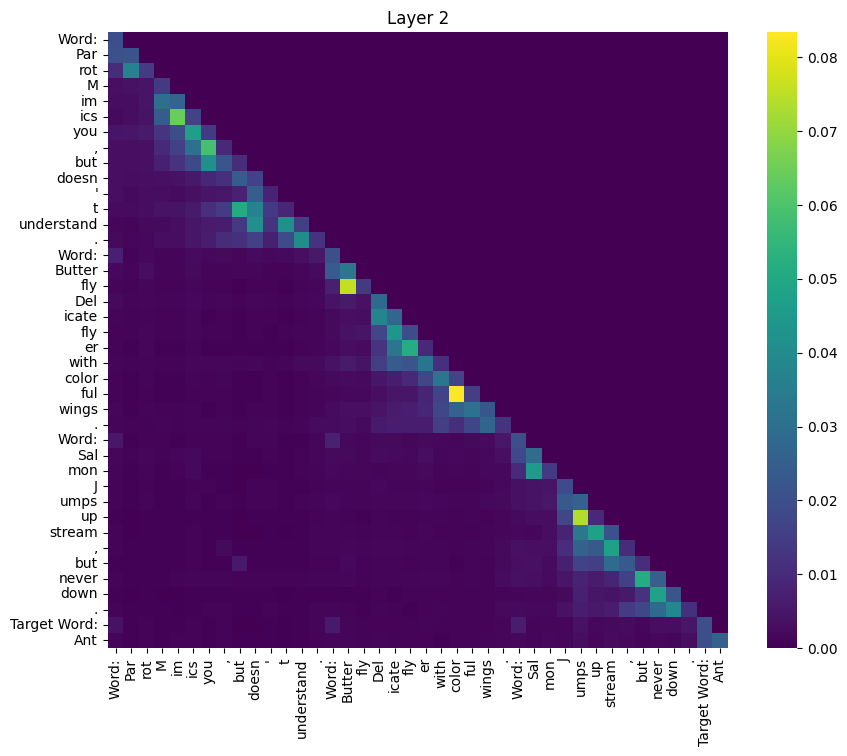 Layer 2
Word:
Par
rot
M
im
ics
you
,
but
doesn
'
t
understand
.
Word:
Butter
fly
Del
icate
fly
er
with
color
ful
wings
.
Word:
Sal
mon
J
umps
up
stream
,
but
never
down
.
Target Word:
Ant
Word:
Par
rot
M
im
ics
you
,
but
doesn
'
t
understand
.
Word:
Butter
fly
Del
icate
fly
er
with
color
ful
wings
.
Word:
Sal
mon
J
umps
up
stream
,
but
never
down
.
Target Word:
Ant
0.08
0.07
0.06
0.05
0.04
0.03
0.02
0.01
0.00